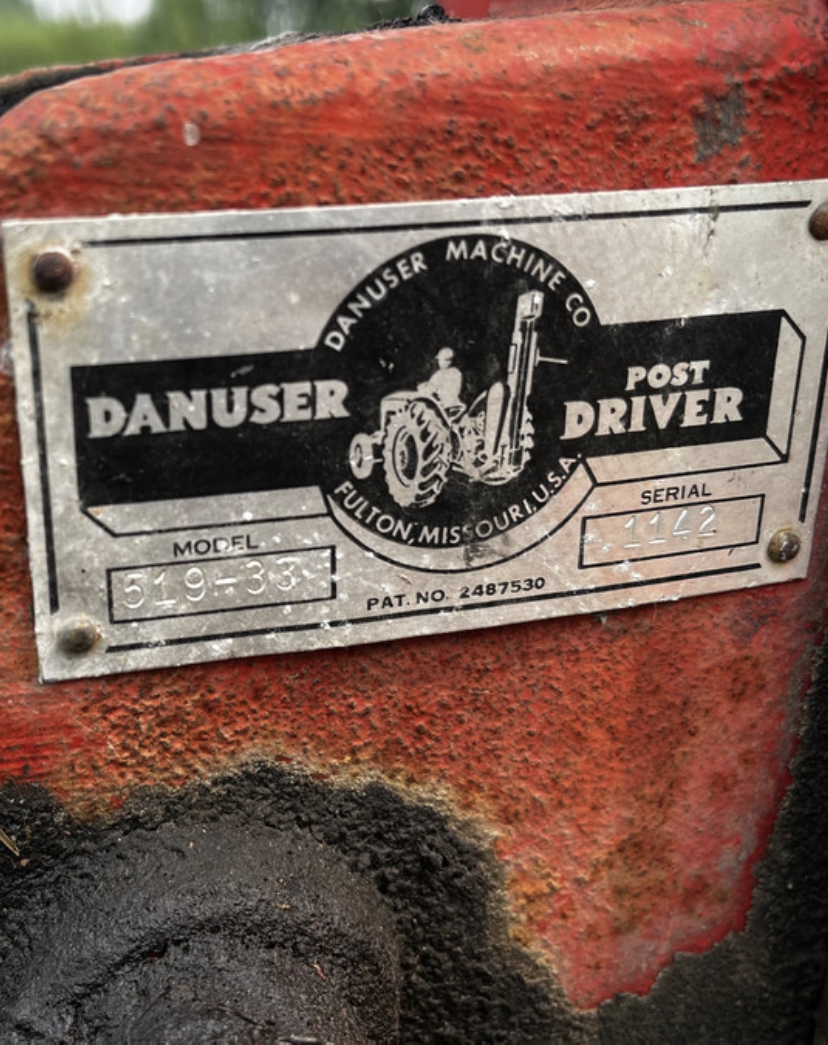 DANUSER MACHINE CO
DANUSER
POST
DRIVER
FULTON, MISSOURI, U.S.A.
MODEL
519-33
SERIAL
1142
PAT. NO. 2487530